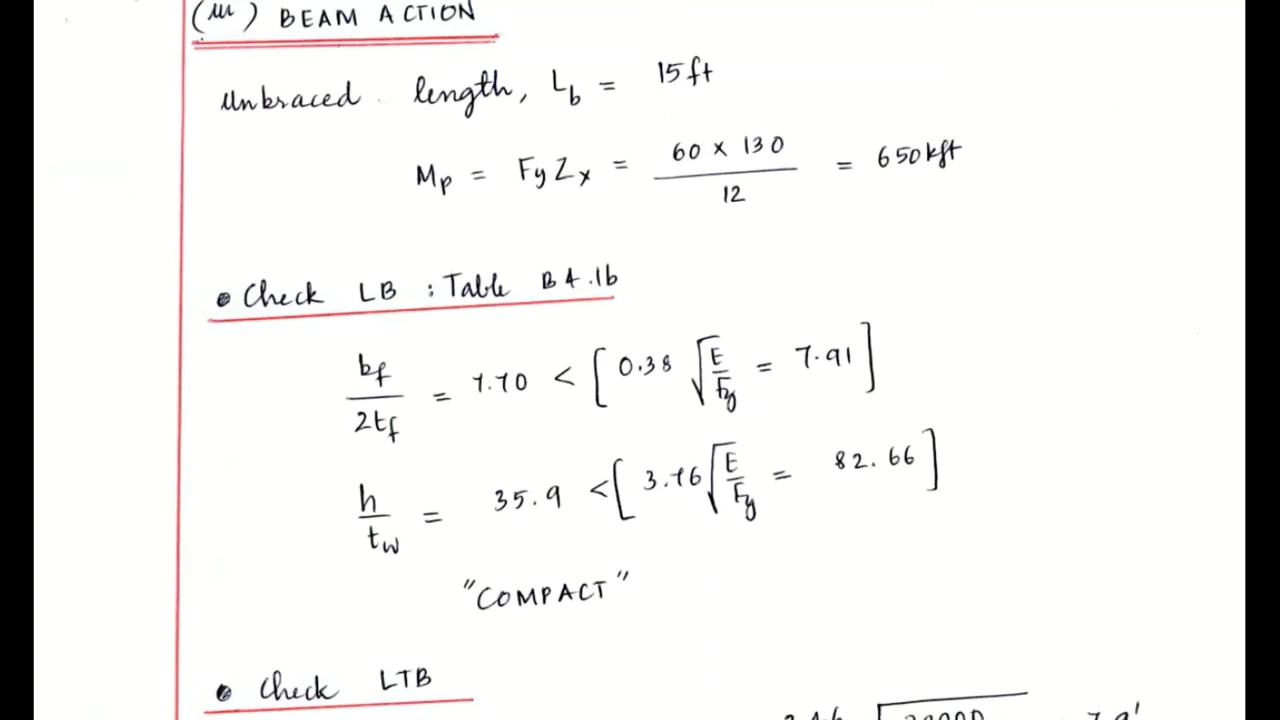 (iii) BEAM ACTION
Unbraced length, Lb = 15ft
Mp = Fy Zx = 60 x 130 / 12 = 650 kft
• Check LB : Table B4.1b
bf / 2tf = 7.70 < [ 0.38 √ E / Fy = 7.91 ]
h / tw = 35.9 < [ 3.76 √ E / Fy = 82.66 ]
"COMPACT"
• Check LTB